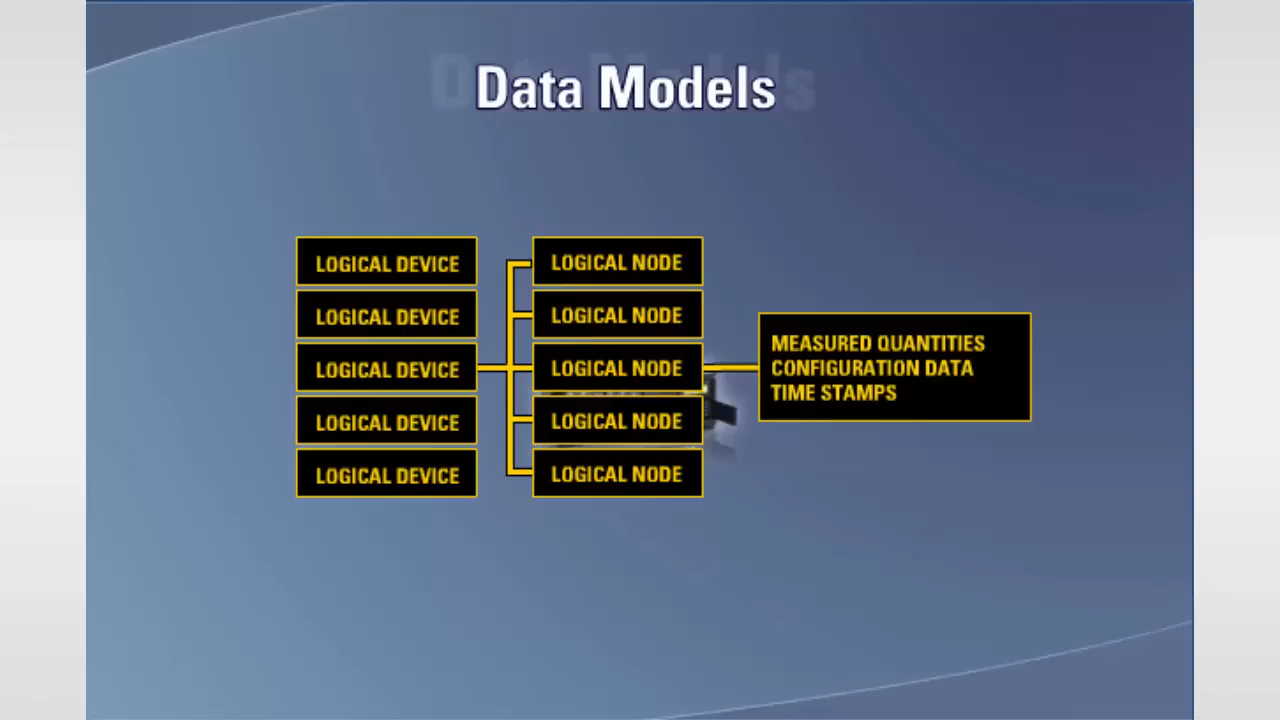 Data Models
LOGICAL DEVICE
LOGICAL DEVICE
LOGICAL DEVICE
LOGICAL DEVICE
LOGICAL DEVICE
LOGICAL NODE
LOGICAL NODE
LOGICAL NODE
LOGICAL NODE
LOGICAL NODE
MEASURED QUANTITIES
CONFIGURATION DATA
TIME STAMPS